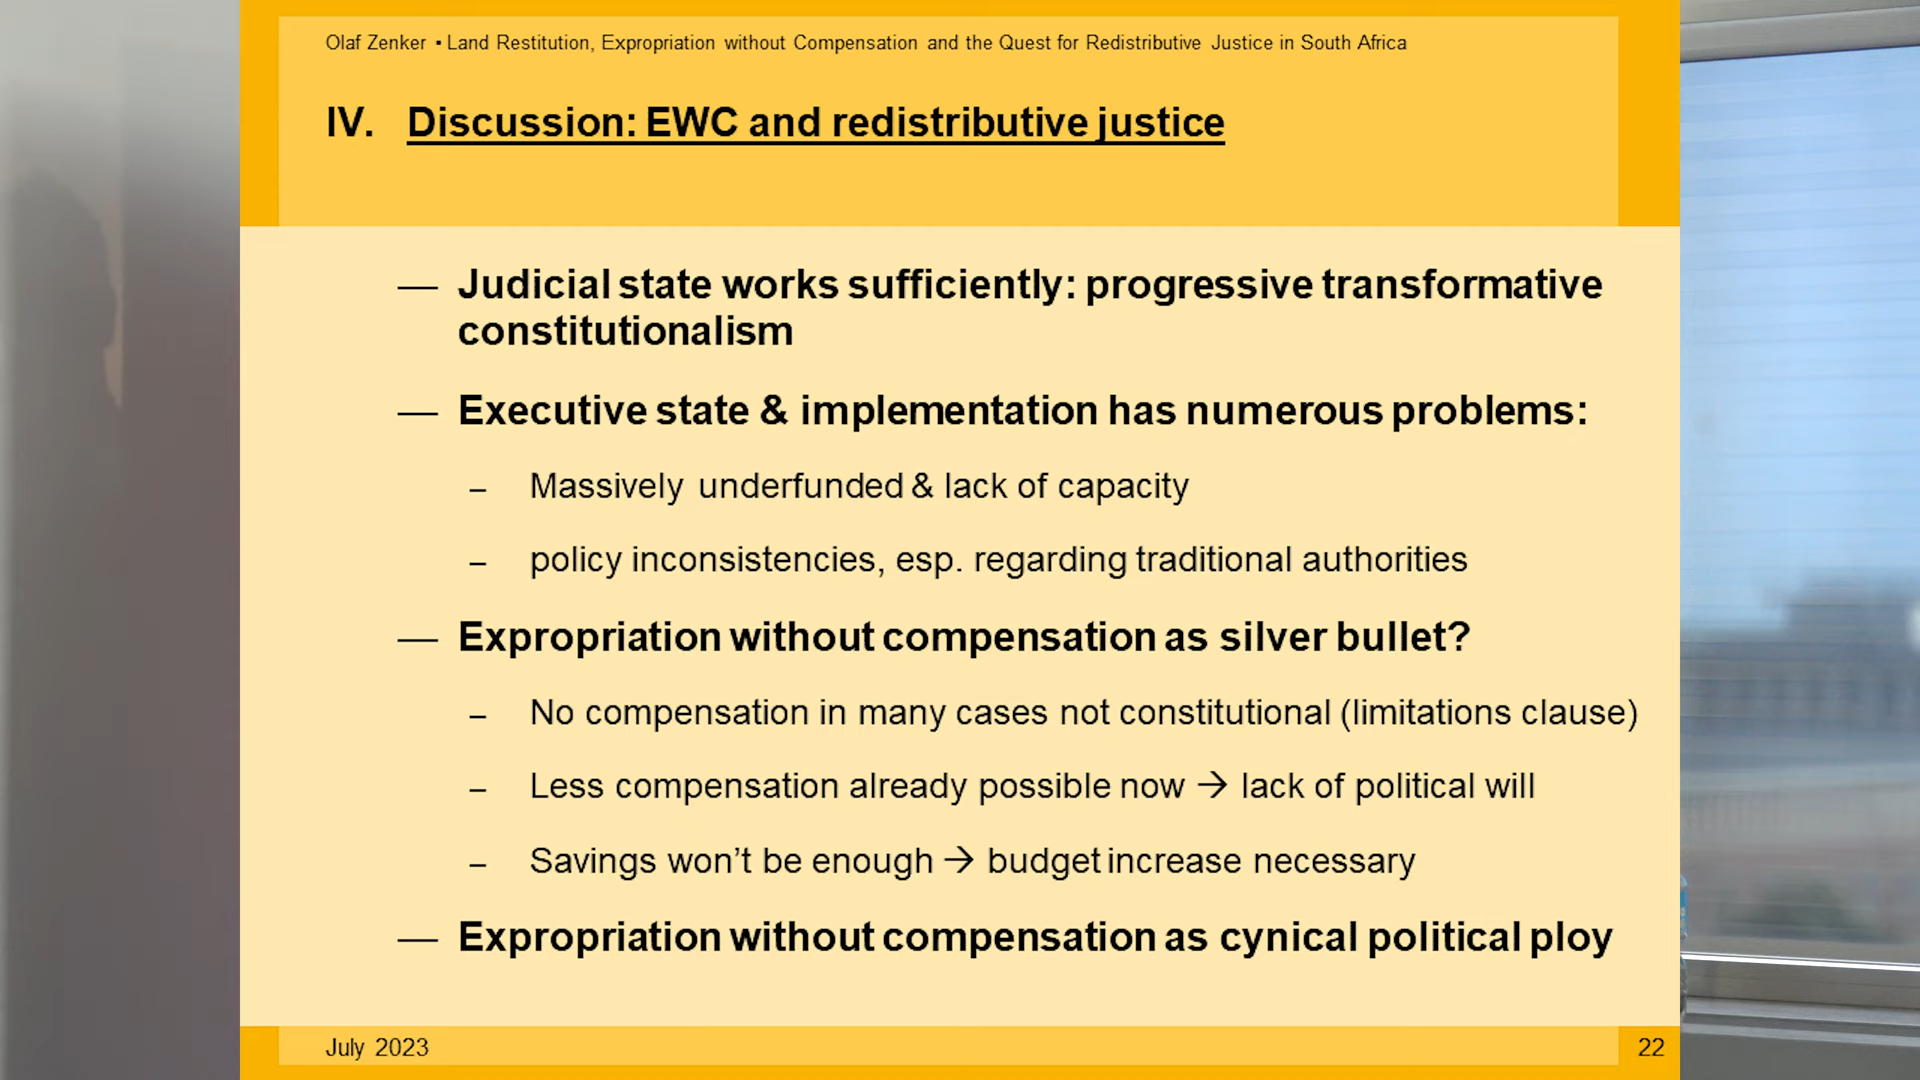 Olaf Zenker ▪ Land Restitution, Expropriation without Compensation and the Quest for Redistributive Justice in South Africa
IV. Discussion: EWC and redistributive justice
— Judicial state works sufficiently: progressive transformative
constitutionalism
— Executive state & implementation has numerous problems:
– Massively underfunded & lack of capacity
– policy inconsistencies, esp. regarding traditional authorities
— Expropriation without compensation as silver bullet?
– No compensation in many cases not constitutional (limitations clause)
– Less compensation already possible now → lack of political will
– Savings won’t be enough → budget increase necessary
— Expropriation without compensation as cynical political ploy
July 2023
22